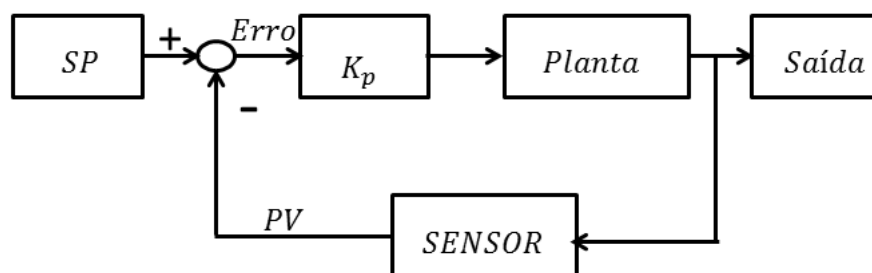 SP
+
Erro
K_p
Planta
Saída
-
PV
SENSOR